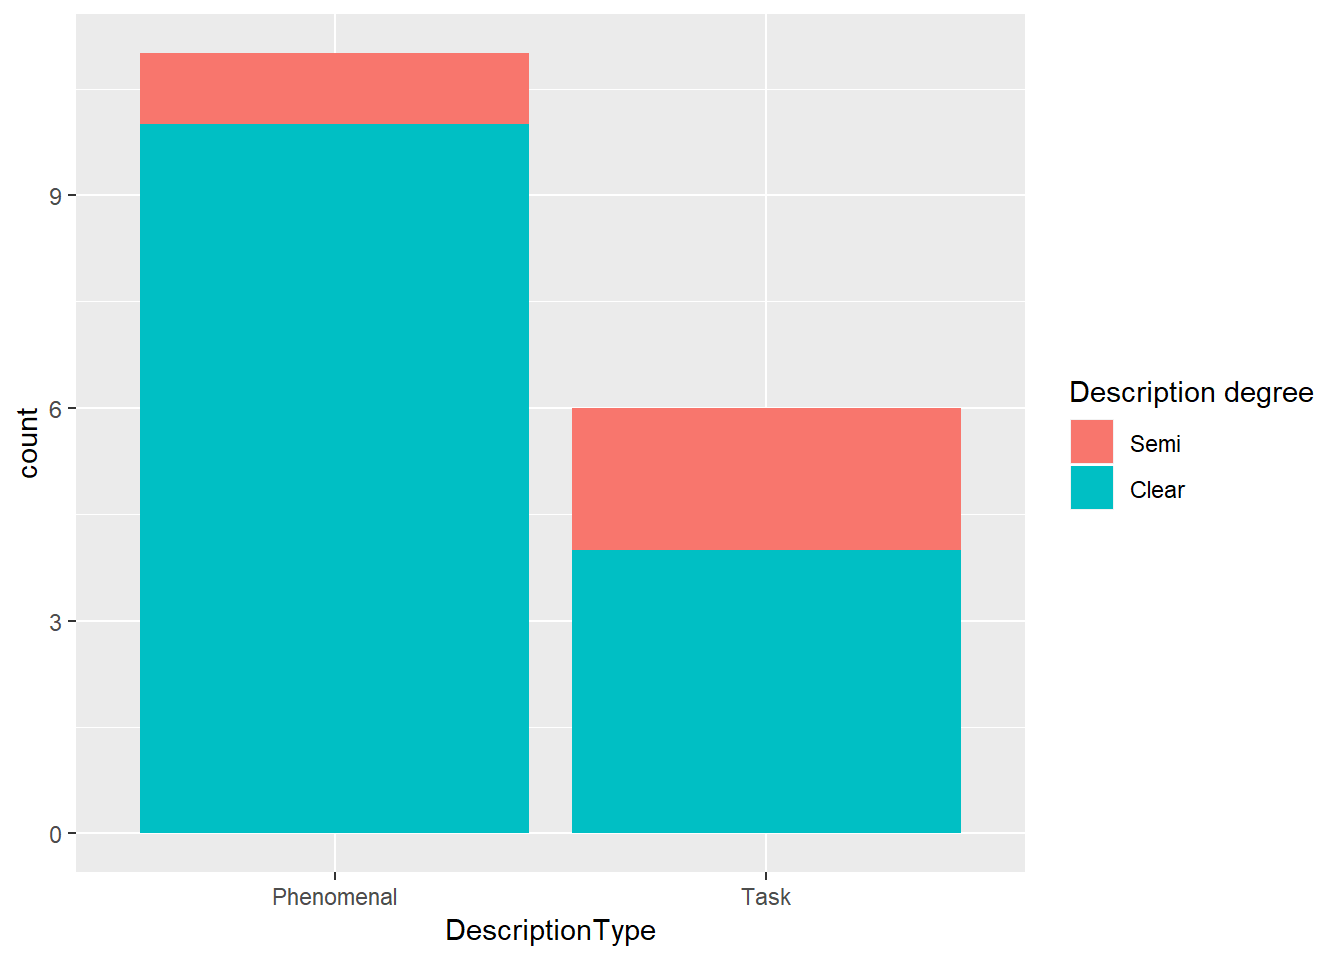 count
9
6
3
0
Phenomenal
Task
DescriptionType
Description degree
Semi
Clear